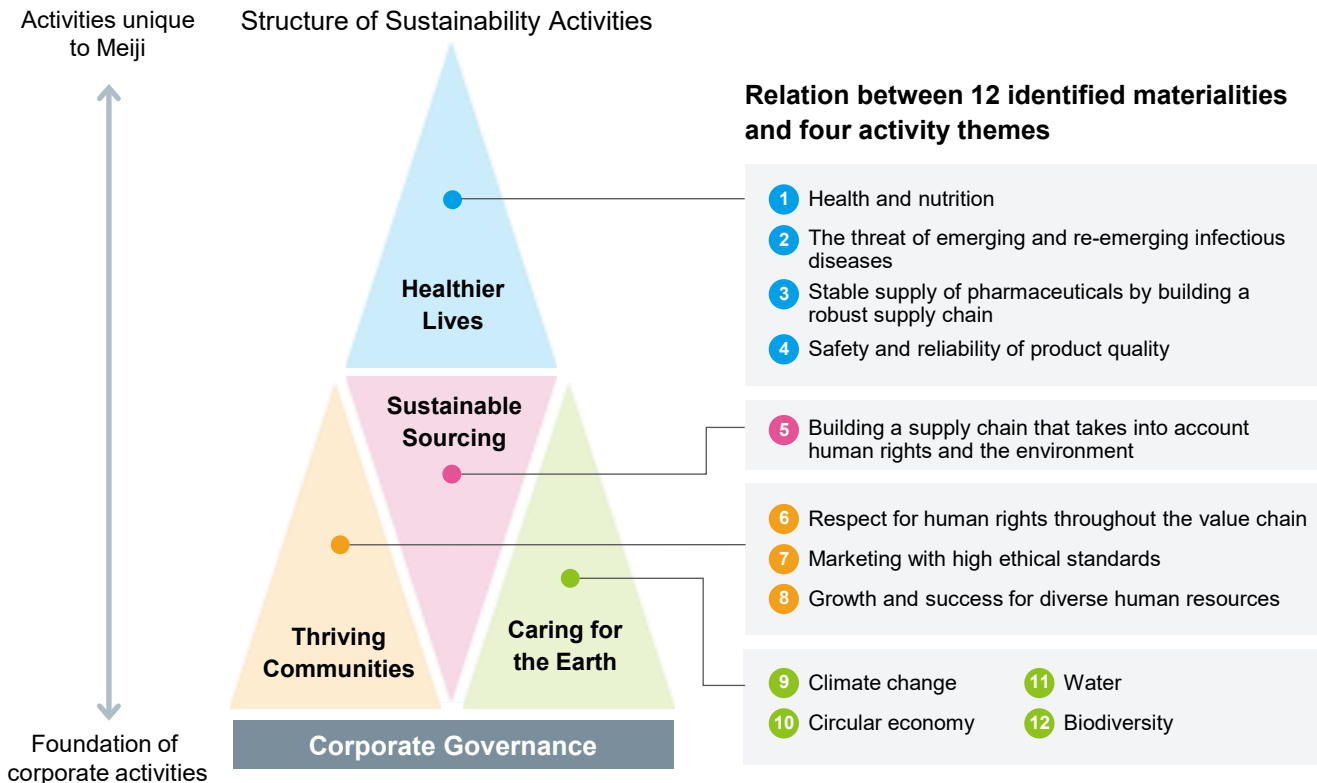 Activities unique
to Meiji
Structure of Sustainability Activities
Relation between 12 identified materialities
and four activity themes
Healthier
Lives
Sustainable
Sourcing
Thriving
Communities
Caring for
the Earth
Corporate Governance
Foundation of
corporate activities
1 Health and nutrition
2 The threat of emerging and re-emerging infectious
diseases
3 Stable supply of pharmaceuticals by building a
robust supply chain
4 Safety and reliability of product quality
5 Building a supply chain that takes into account
human rights and the environment
6 Respect for human rights throughout the value chain
7 Marketing with high ethical standards
8 Growth and success for diverse human resources
9 Climate change
10 Circular economy
11 Water
12 Biodiversity